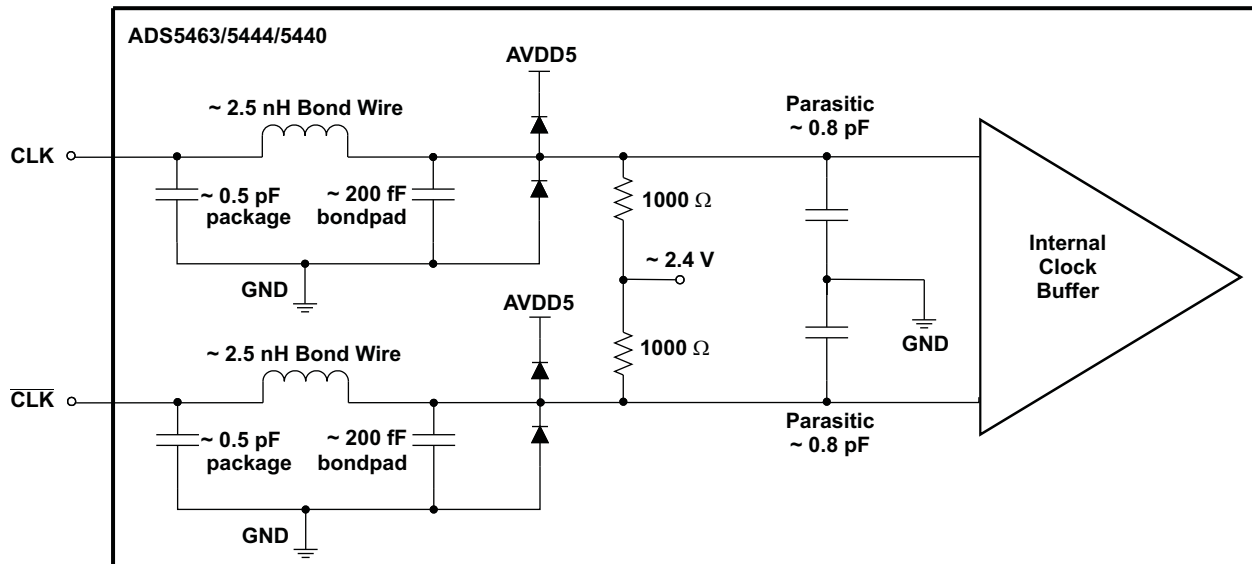 ADS5463/5444/5440
AVDD5
~ 2.5 nH Bond Wire
Parasitic
~ 0.8 pF
CLK
~ 0.5 pF
package
~ 200 fF
bondpad
1000 Ω
~ 2.4 V
Internal
Clock
Buffer
GND
AVDD5
GND
~ 2.5 nH Bond Wire
1000 Ω
C̅L̅K̅
Parasitic
~ 0.8 pF
~ 0.5 pF
package
~ 200 fF
bondpad
GND